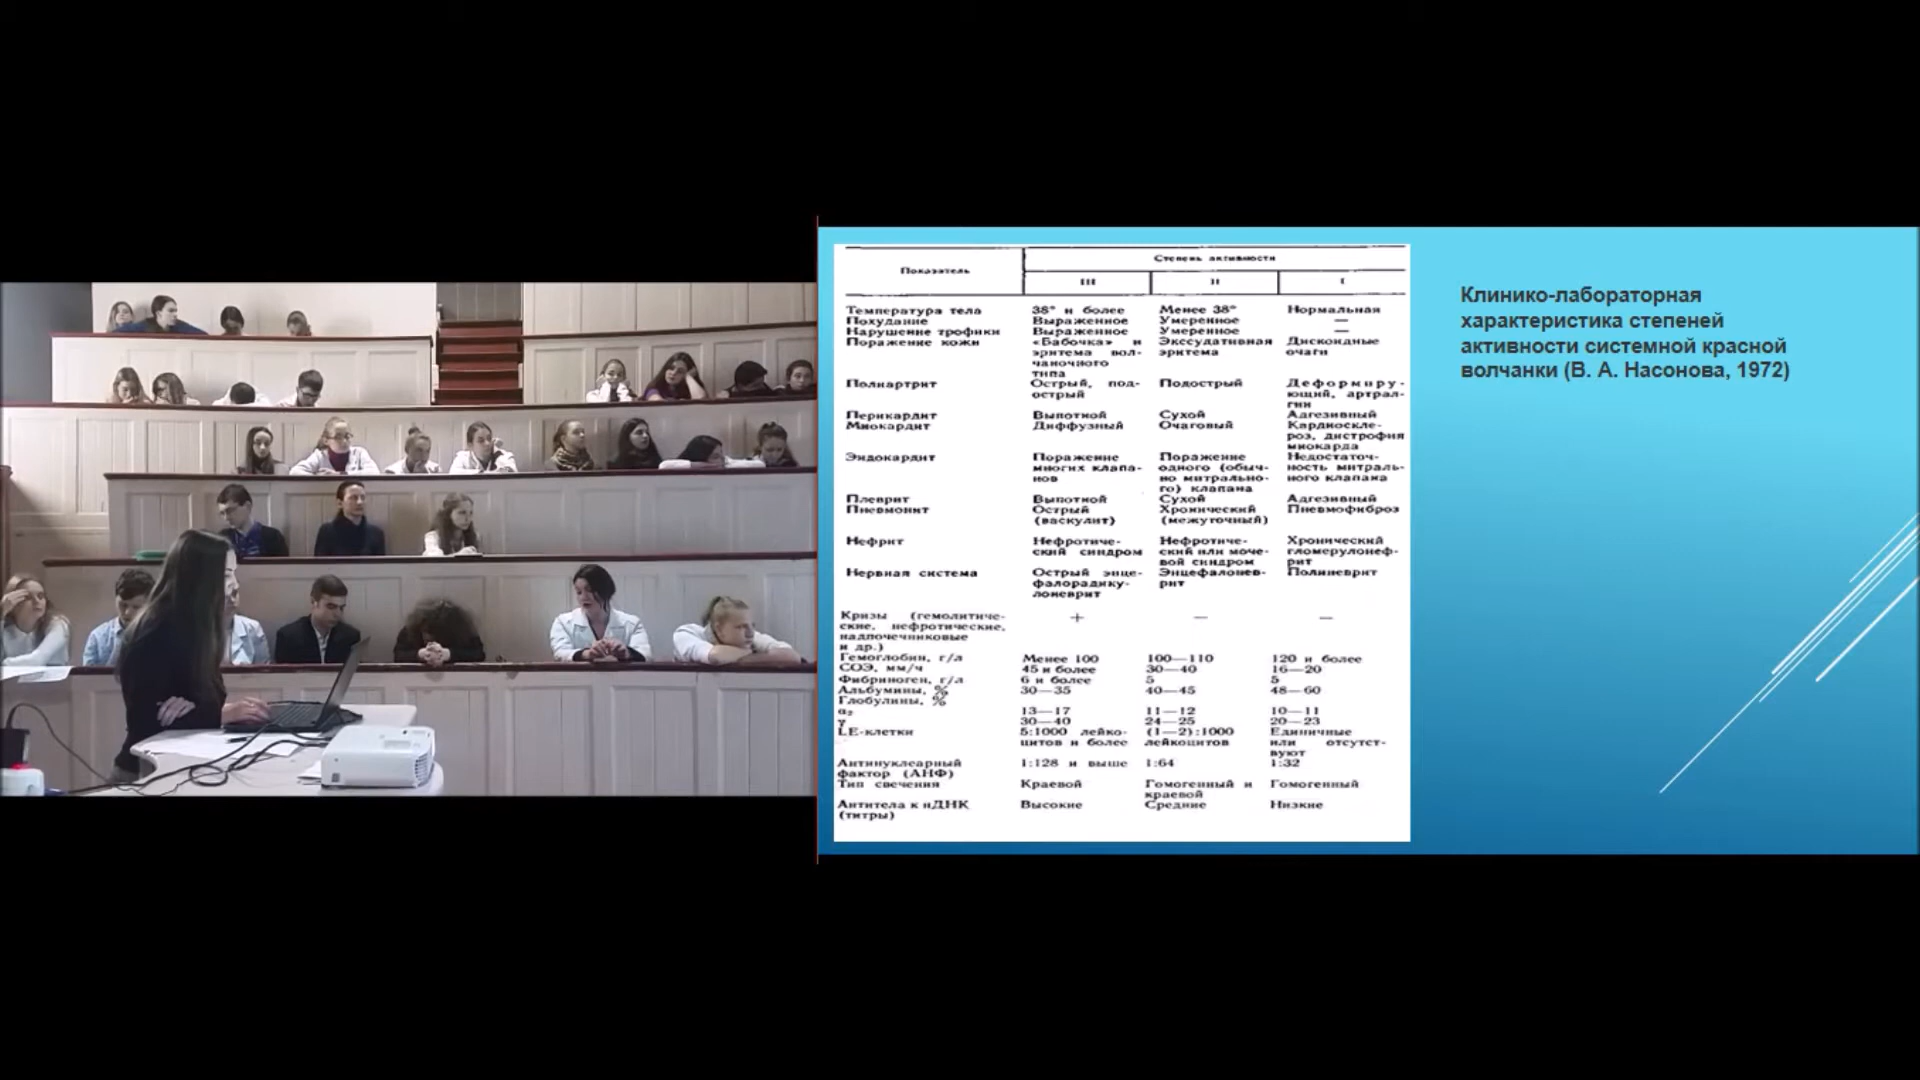 Показатель
Степень активности
III
II
I
Температура тела
38° и более
Менее 38°
Нормальная
Похудание
Выраженное
Умеренное
—
Нарушение трофики
Выраженное
Умеренное
—
Поражение кожи
«Бабочка» и
эритема вол-
чаночного
типа
Экссудативная
эритема
Дискоидные
очаги
Полиартрит
Острый, под-
острый
Подострый
Деформиру-
ющий, артрал-
гии
Перикардит
Выпотной
Сухой
Адгезивный
Миокардит
Диффузный
Очаговый
Кардиоскле-
роз, дистрофия
миокарда
Эндокардит
Поражение
многих клапа-
нов
Поражение
одного (обыч-
но митрально-
го) клапана
Недостаточ-
ность митраль-
ного клапана
Плеврит
Выпотной
Сухой
Адгезивный
Пневмонит
Острый
(васкулит)
Хронический
(межуточный)
Пневмофиброз
Нефрит
Нефротиче-
ский синдром
Нефротиче-
ский или моче-
вой синдром
Хронический
гломерулонеф-
рит
Нервная система
Острый энце-
фалорадику-
лоневрит
Энцефалонев-
рит
Полиневрит
Кризы (гемолитиче-
ские, нефротические,
надпочечниковые
и др.)
+
—
—
Гемоглобин, г/л
Менее 100
100—110
120 и более
СОЭ, мм/ч
45 и более
30—40
16—20
Фибриноген, г/л
6 и более
5
5
Альбумины, %
30—35
40—45
48—60
Глобулины, %
α₂
13—17
11—12
10—11
γ
30—40
24—25
20—23
LE-клетки
5:1000 лейко-
цитов и более
(1—2):1000
лейкоцитов
Единичные
или отсутст-
вуют
Антинуклеарный
фактор (АНФ)
1:128 и выше
1:64
1:32
Тип свечения
Краевой
Гомогенный и
краевой
Гомогенный
Антитела к нДНК
(титры)
Высокие
Средние
Низкие
Клинико-лабораторная
характеристика степеней
активности системной красной
волчанки (В. А. Насонова, 1972)